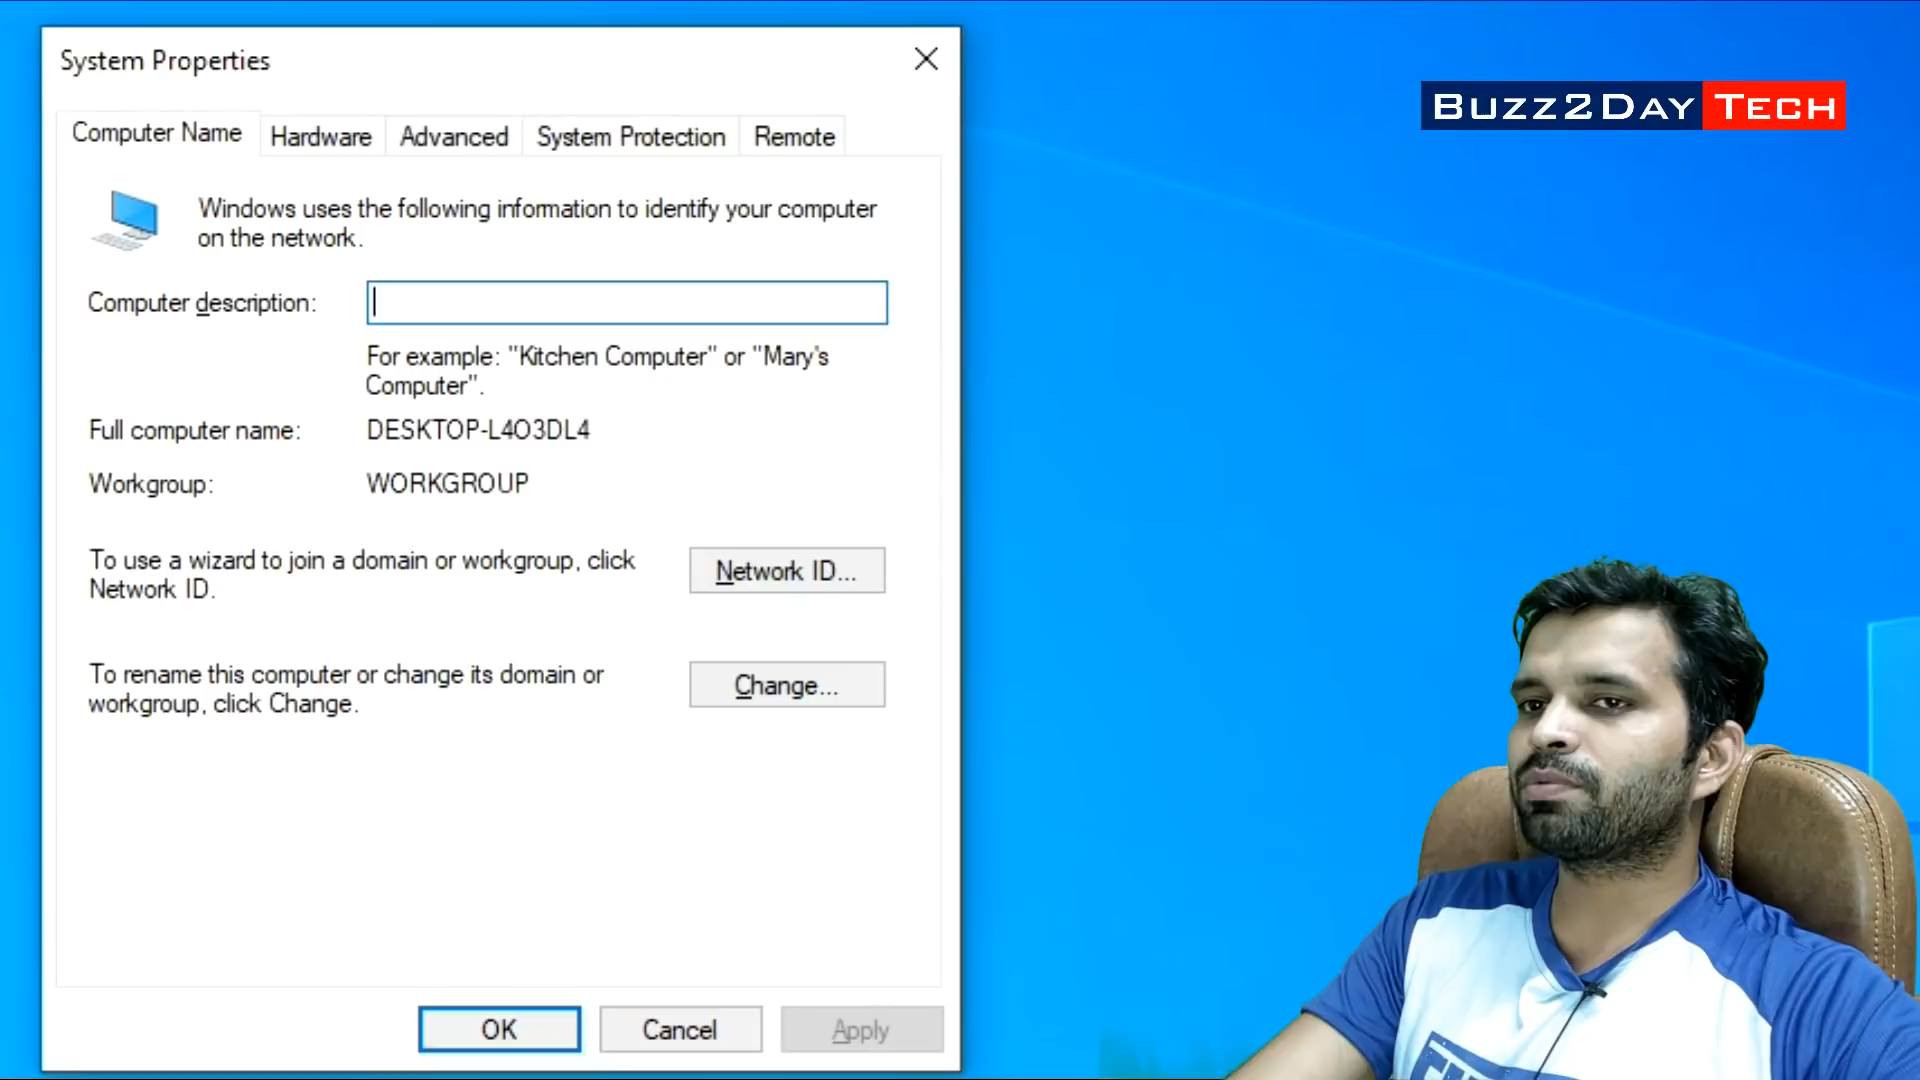 System Properties
Buzz2Day Tech
Computer Name
Hardware
Advanced
System Protection
Remote
Windows uses the following information to identify your computer
on the network.
Computer description:
For example: "Kitchen Computer" or "Mary's
Computer".
Full computer name:
DESKTOP-L4O3DL4
Workgroup:
WORKGROUP
To use a wizard to join a domain or workgroup, click
Network ID.
Network ID...
To rename this computer or change its domain or
workgroup, click Change.
Change...
OK
Cancel
Apply